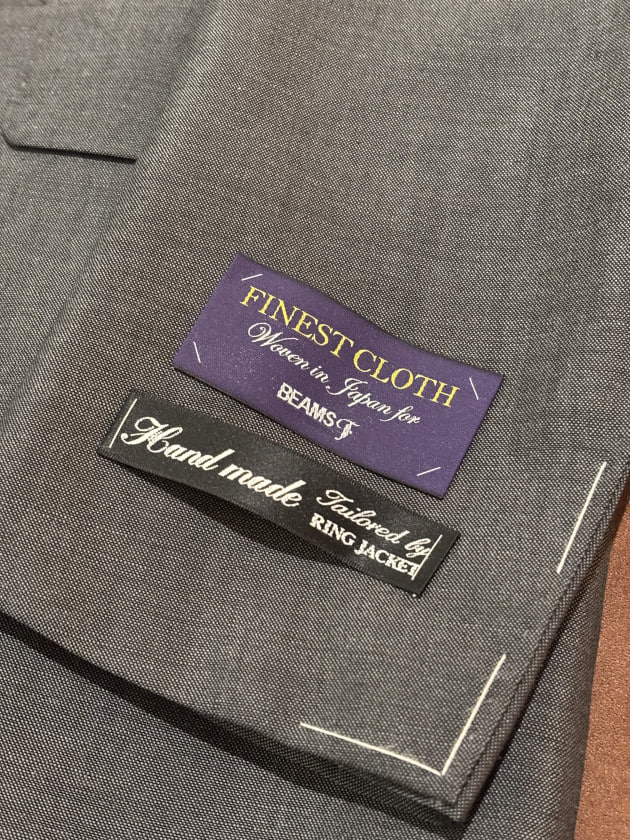 FINEST CLOTH
Woven in Japan for
BEAMS F
Hand made
Tailored by
RING JACKET